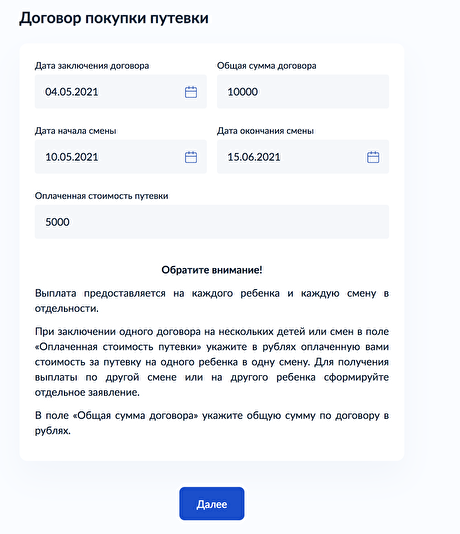 Договор покупки путевки
Дата заключения договора
Общая сумма договора
04.05.2021
10000
Дата начала смены
Дата окончания смены
10.05.2021
15.06.2021
Оплаченная стоимость путевки
5000
Обратите внимание!
Выплата предоставляется на каждого ребенка и каждую смену в
отдельности.
При заключении одного договора на нескольких детей или смен в поле
«Оплаченная стоимость путевки» укажите в рублях оплаченную вами
стоимость за путевку на одного ребенка в одну смену. Для получения
выплаты по другой смене или на другого ребенка сформируйте
отдельное заявление.
В поле «Общая сумма договора» укажите общую сумму по договору в
рублях.
Далее